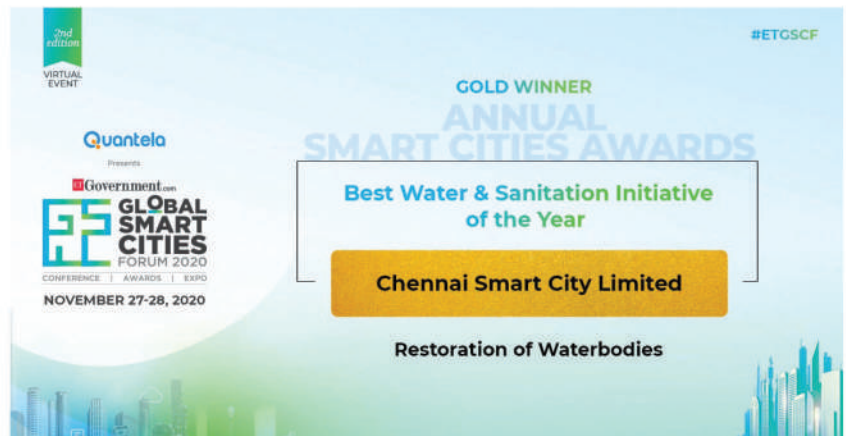 2nd
edition
VIRTUAL
EVENT
#ETGSCF
Quantela
Presents
ETGovernment.com
GLOBAL
SMART
CITIES
FORUM 2020
CONFERENCE | AWARDS | EXPO
NOVEMBER 27-28, 2020
GOLD WINNER
ANNUAL
SMART CITIES AWARDS
Best Water & Sanitation Initiative
of the Year
Chennai Smart City Limited
Restoration of Waterbodies